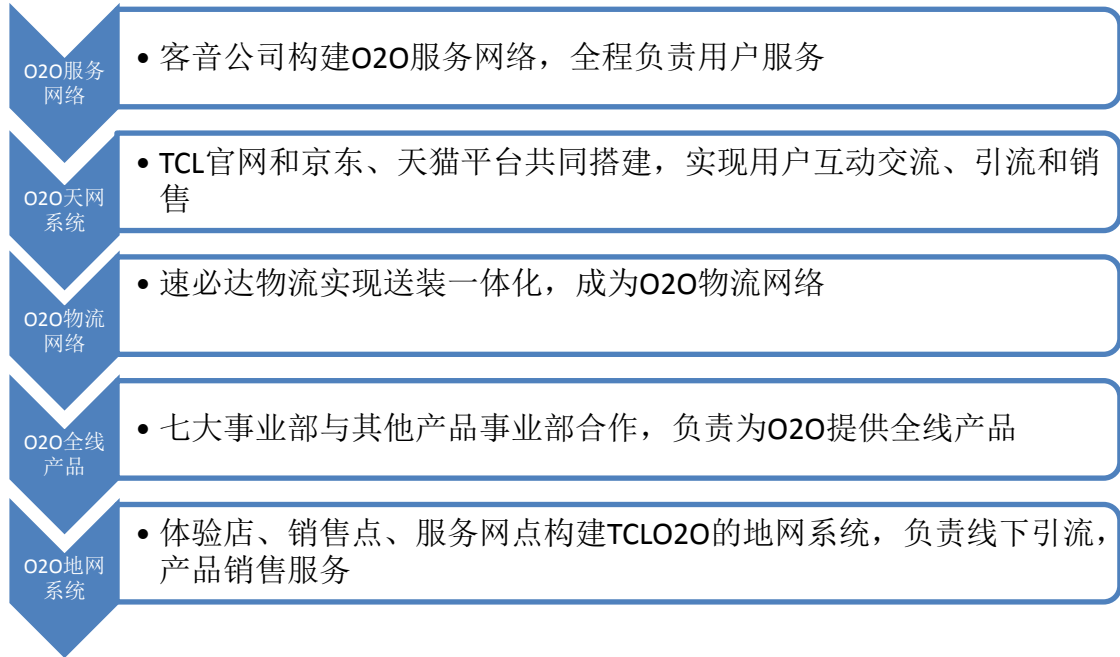 O2O服务
网络
• 客音公司构建O2O服务网络，全程负责用户服务
O2O天网
系统
• TCL官网和京东、天猫平台共同搭建，实现用户互动交流、引流和销
售
O2O物流
网络
• 速必达物流实现送装一体化，成为O2O物流网络
O2O全线
产品
• 七大事业部与其他产品事业部合作，负责为O2O提供全线产品
O2O地网
系统
• 体验店、销售点、服务网点构建TCLO2O的地网系统，负责线下引流，
产品销售服务